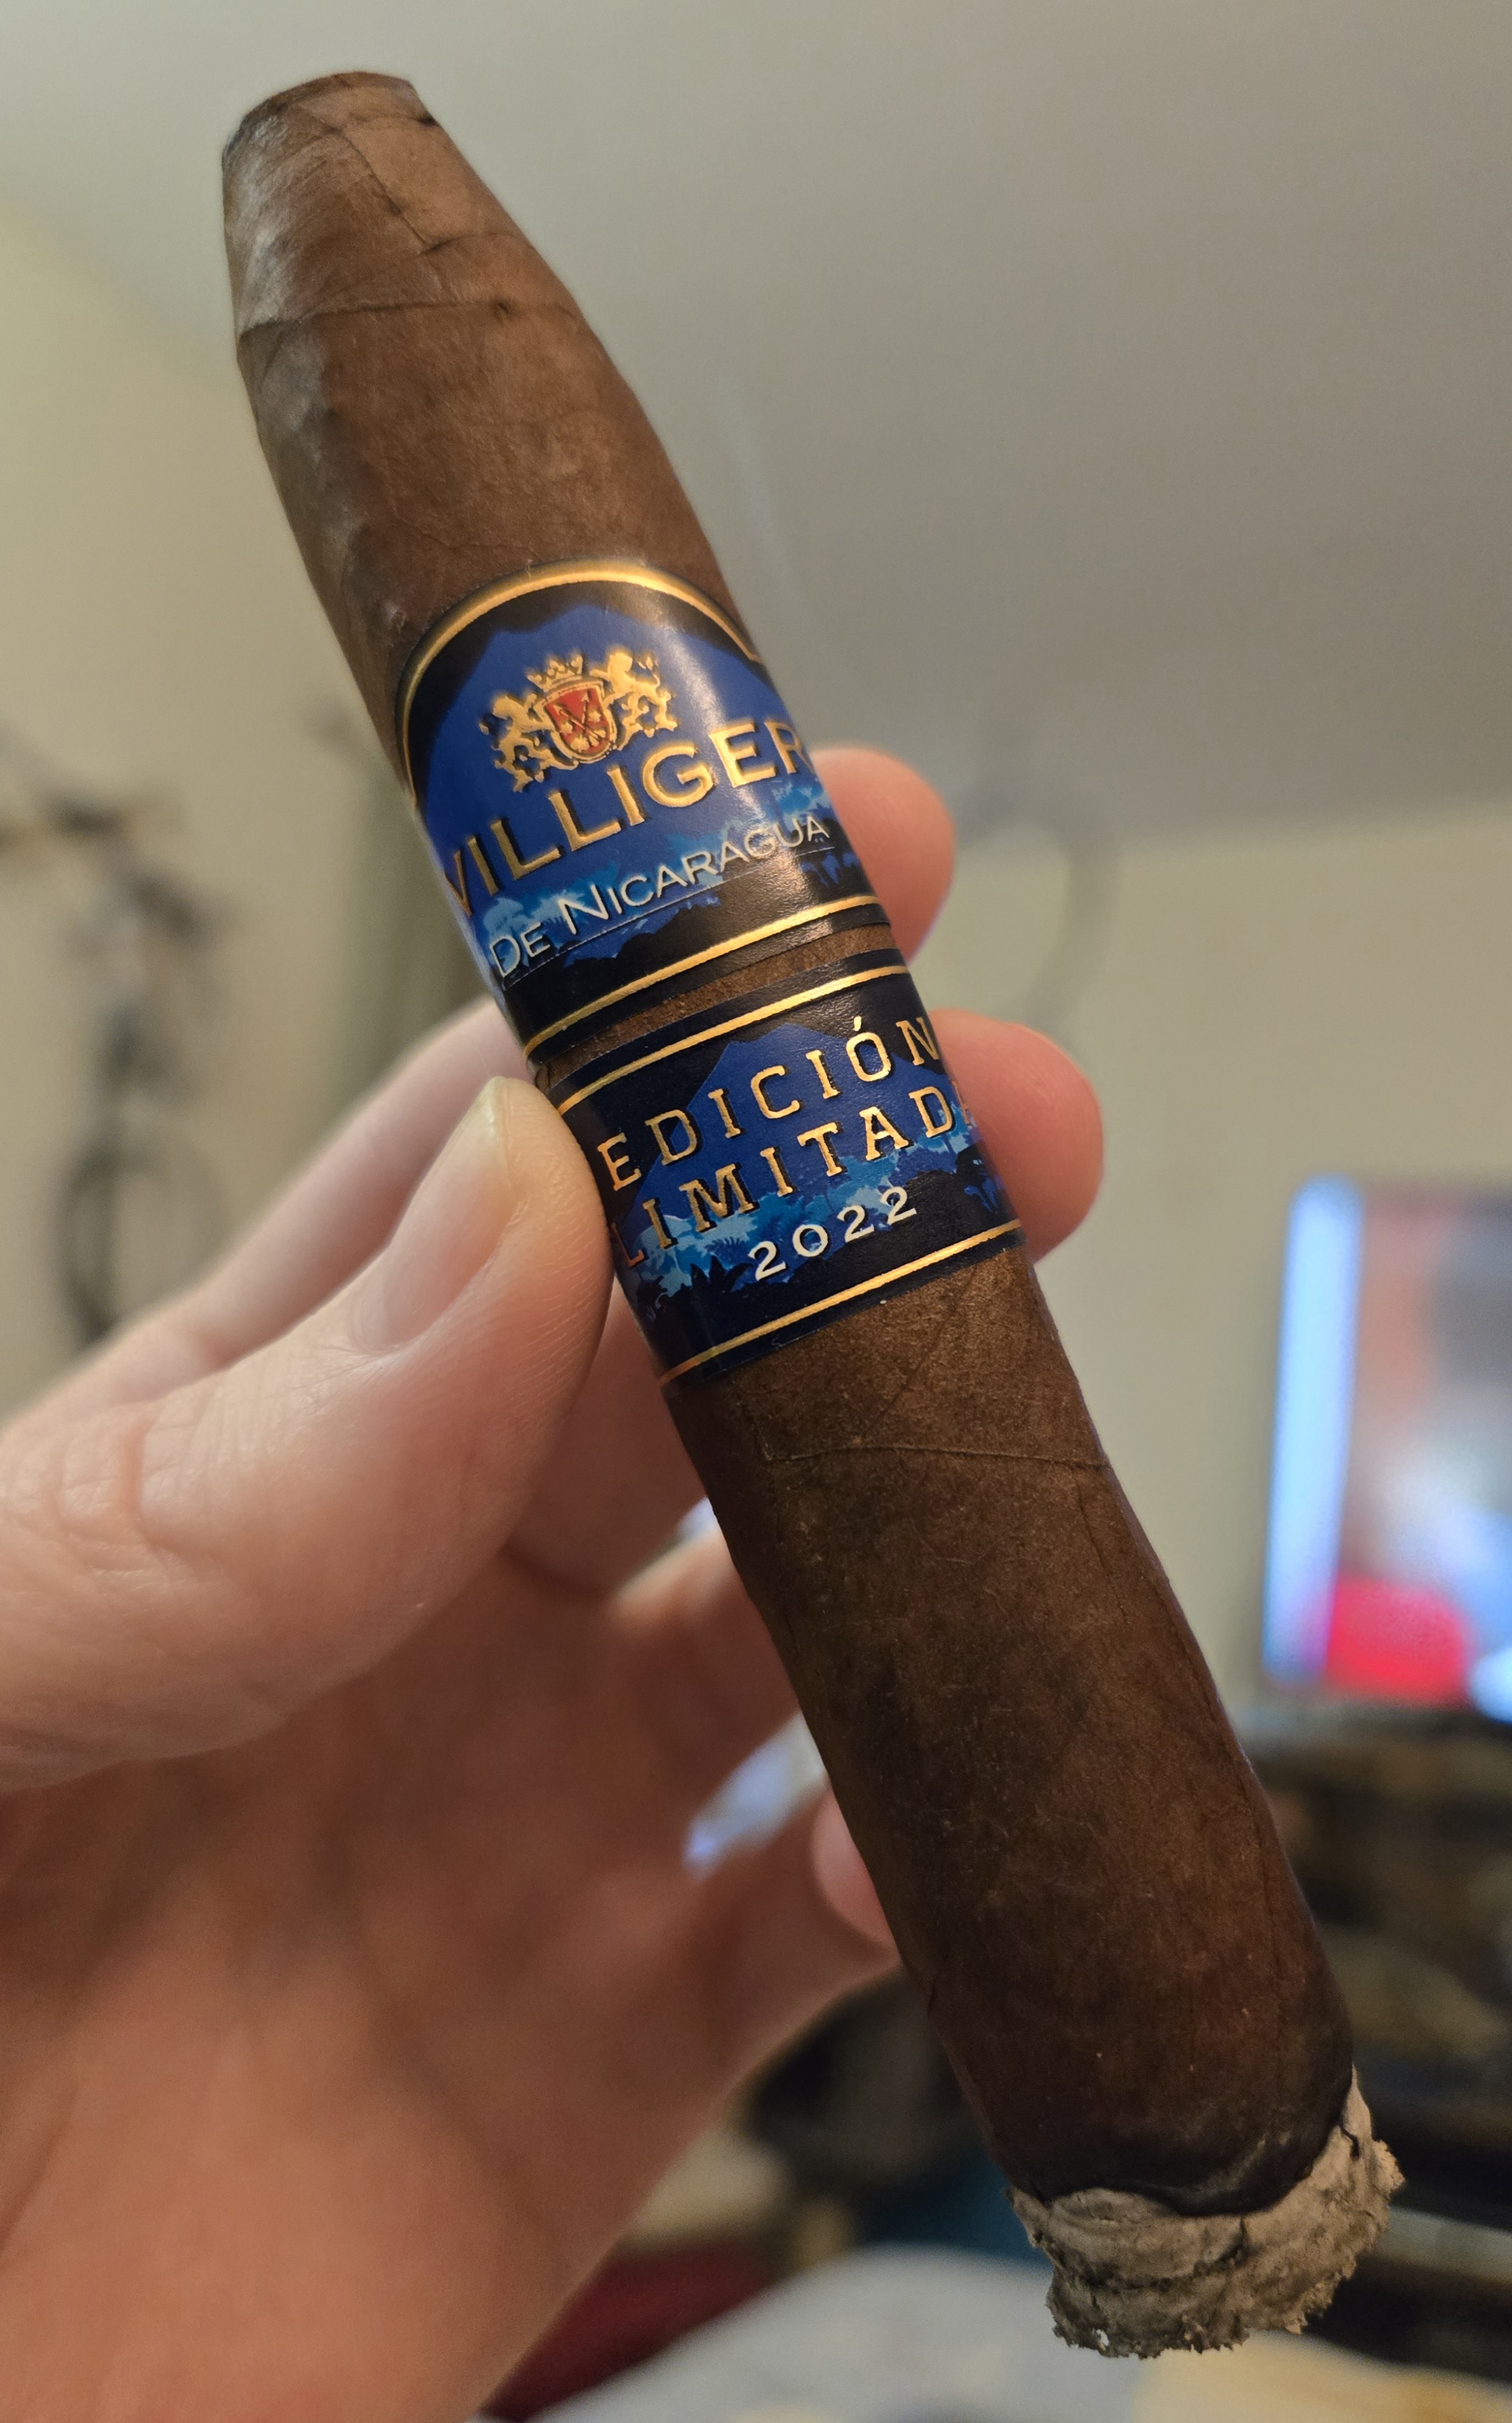 VILLIGER
DE NICARAGUA
EDICIÓN
LIMITADA
2022